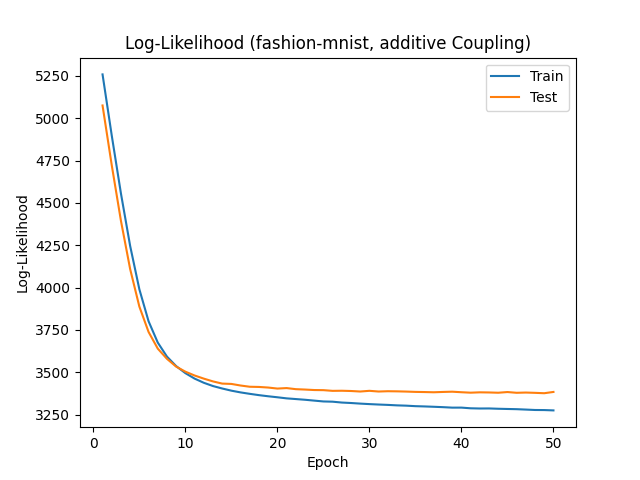 Log-Likelihood (fashion-mnist, additive Coupling)
Train
Test
Log-Likelihood
5250
5000
4750
4500
4250
4000
3750
3500
3250
0 10 20 30 40 50
Epoch